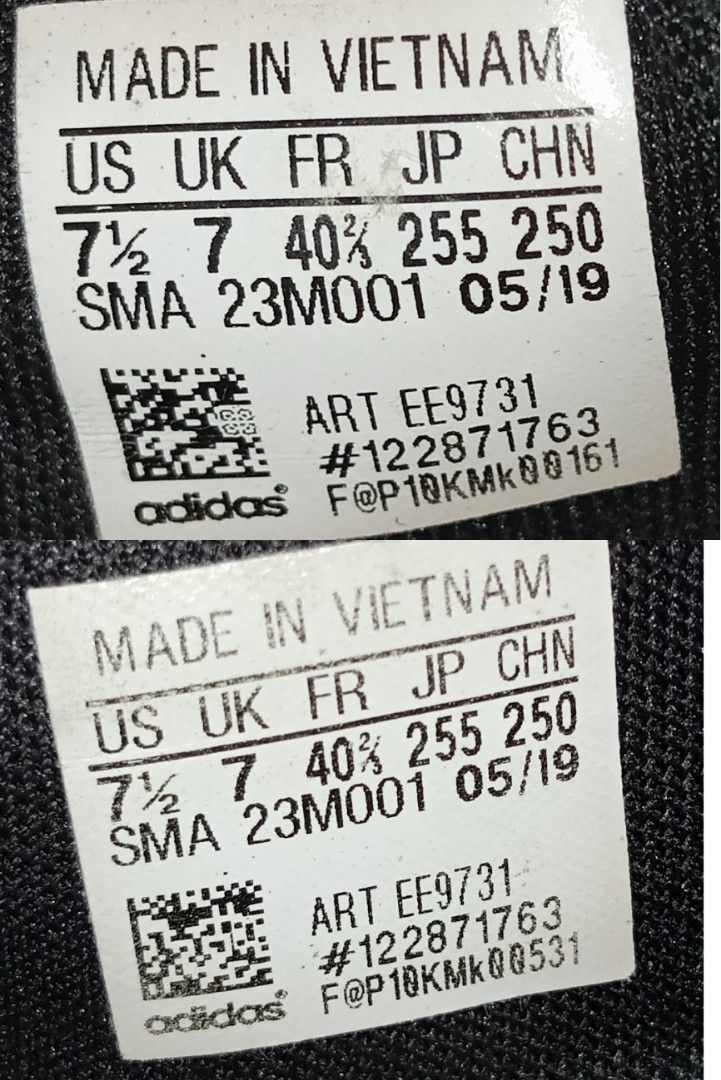 MADE IN VIETNAM
US UK FR JP CHN
7½ 7 40⅔ 255 250
SMA 23M001 05/19
ART EE9731
#122871763
F@P10KMk00161
adidas®
MADE IN VIETNAM
US UK FR JP CHN
7½ 7 40⅔ 255 250
SMA 23M001 05/19
ART EE9731
#122871763
F@P10KMk00531
adidas®